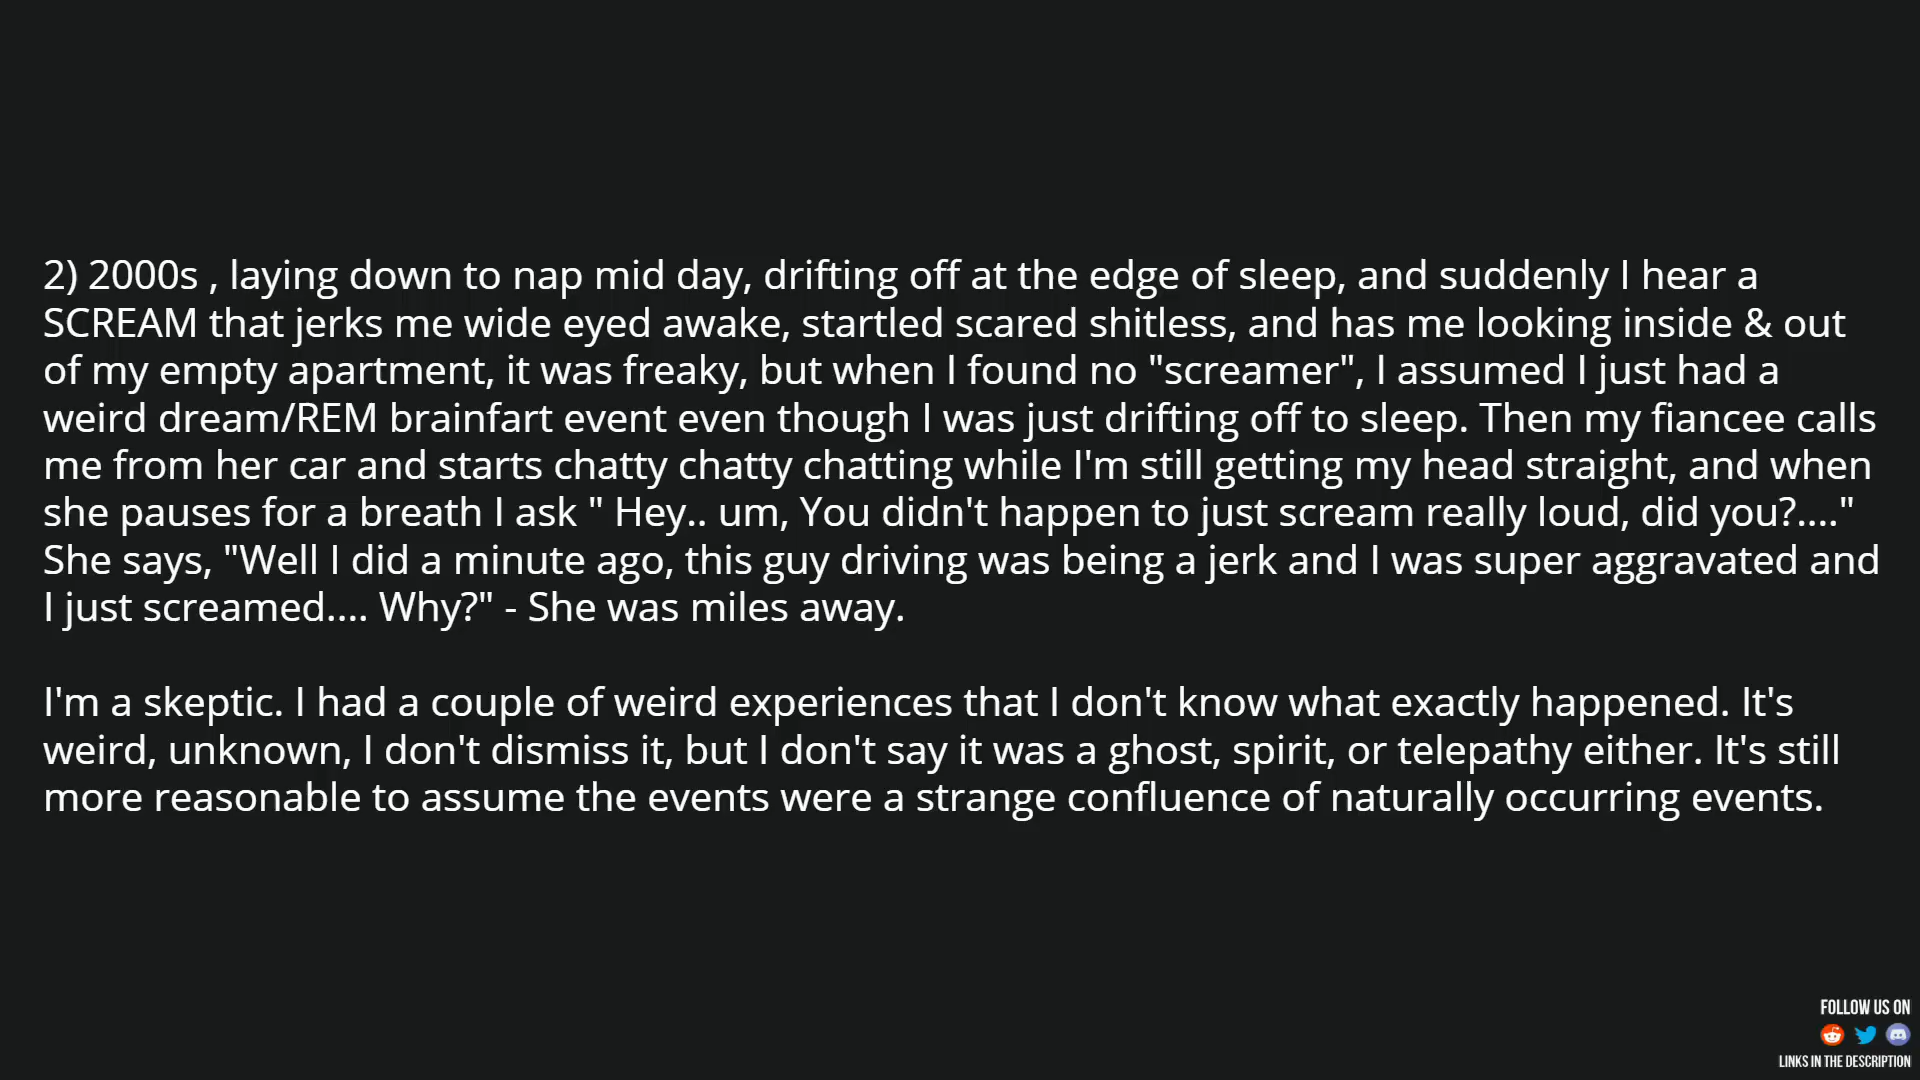 2) 2000s , laying down to nap mid day, drifting off at the edge of sleep, and suddenly I hear a
SCREAM that jerks me wide eyed awake, startled scared shitless, and has me looking inside & out
of my empty apartment, it was freaky, but when I found no "screamer", I assumed I just had a
weird dream/REM brainfart event even though I was just drifting off to sleep. Then my fiancee calls
me from her car and starts chatty chatty chatting while I'm still getting my head straight, and when
she pauses for a breath I ask " Hey.. um, You didn't happen to just scream really loud, did you?...."
She says, "Well I did a minute ago, this guy driving was being a jerk and I was super aggravated and
I just screamed.... Why?" - She was miles away.
I'm a skeptic. I had a couple of weird experiences that I don't know what exactly happened. It's
weird, unknown, I don't dismiss it, but I don't say it was a ghost, spirit, or telepathy either. It's still
more reasonable to assume the events were a strange confluence of naturally occurring events.
FOLLOW US ON
LINKS IN THE DESCRIPTION